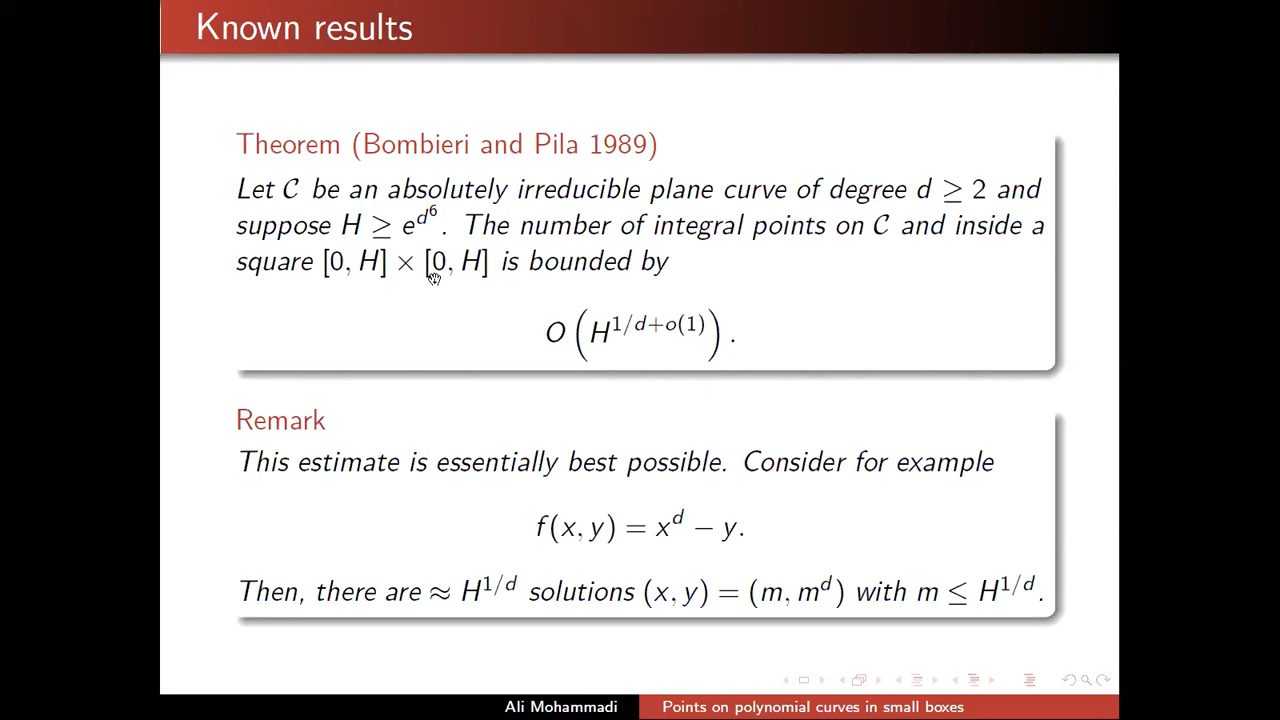 Known results
Theorem (Bombieri and Pila 1989)
Let 𝒞 be an absolutely irreducible plane curve of degree d ≥ 2 and
suppose H ≥ e^{d^6}. The number of integral points on 𝒞 and inside a
square [0, H] × [0, H] is bounded by
O(H^{1/d+o(1)}).
Remark
This estimate is essentially best possible. Consider for example
f(x, y) = x^d − y.
Then, there are ≈ H^{1/d} solutions (x, y) = (m, m^d) with m ≤ H^{1/d}.
Ali Mohammadi
Points on polynomial curves in small boxes